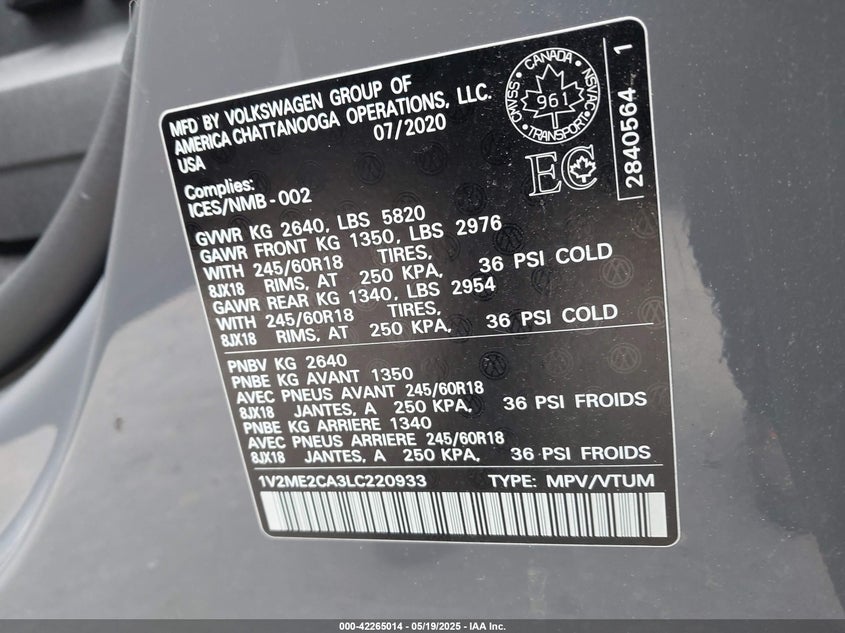 MFD BY VOLKSWAGEN GROUP OF
AMERICA CHATTANOOGA OPERATIONS, LLC.
USA 07/2020
CANADA
CMVSS NSVAC
961
TRANSPORT
EC
2840564 1
Complies:
ICES/NMB-002
GVWR KG 2640, LBS 5820
GAWR FRONT KG 1350, LBS 2976
WITH 245/60R18 TIRES,
8JX18 RIMS, AT 250 KPA, 36 PSI COLD
GAWR REAR KG 1340, LBS 2954
WITH 245/60R18 TIRES,
8JX18 RIMS, AT 250 KPA, 36 PSI COLD
PNBV KG 2640
PNBE KG AVANT 1350
AVEC PNEUS AVANT 245/60R18
8JX18 JANTES, A 250 KPA, 36 PSI FROIDS
PNBE KG ARRIERE 1340
AVEC PNEUS ARRIERE 245/60R18
8JX18 JANTES, A 250 KPA, 36 PSI FROIDS
1V2ME2CA3LC220933 TYPE: MPV/VTUM
000-42265014 - 05/19/2025 - IAA Inc.